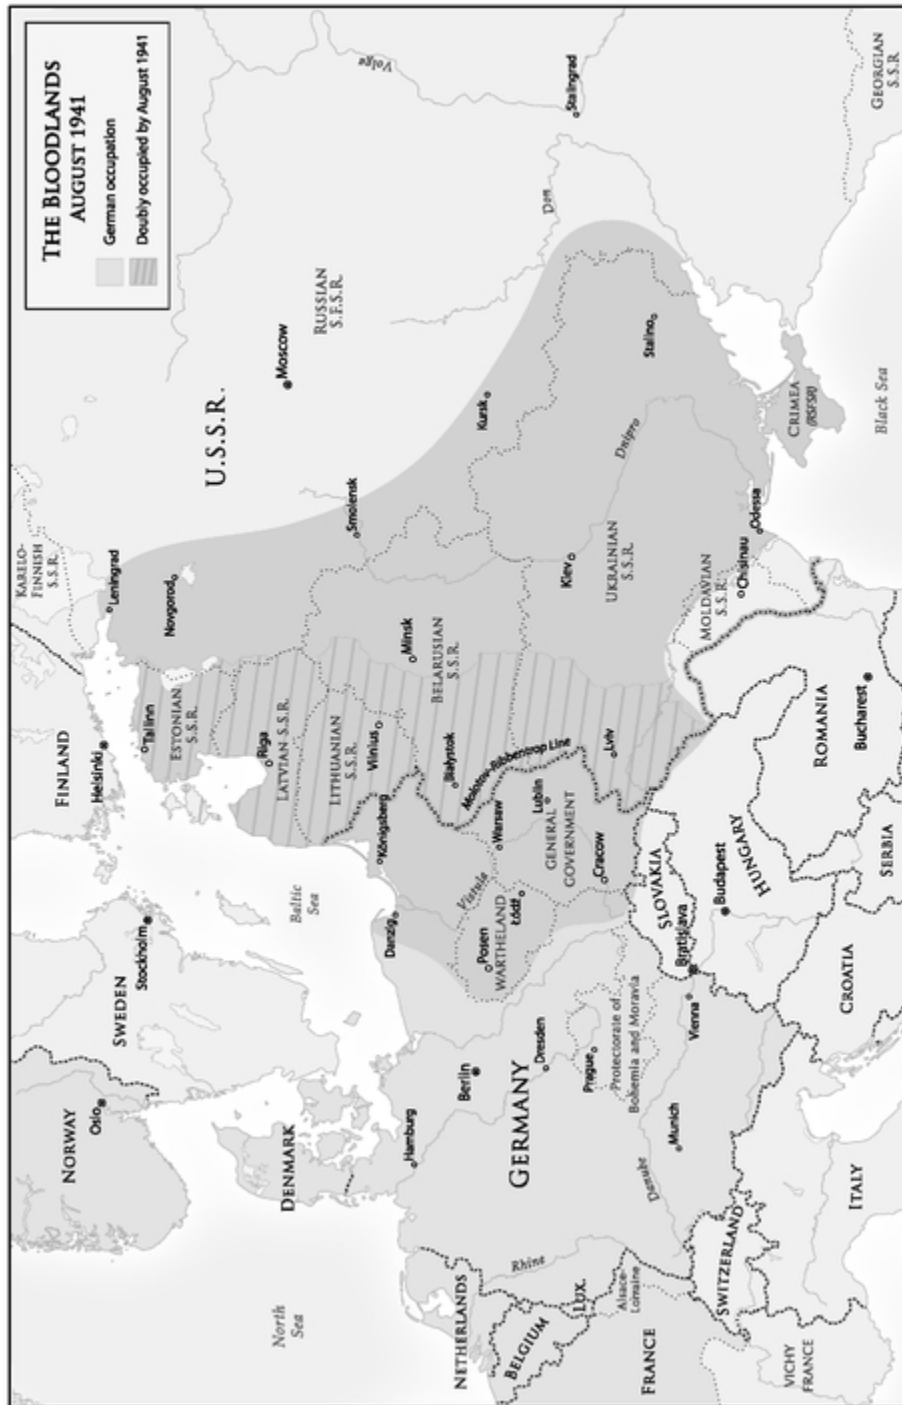 THE BLOODLANDS
AUGUST 1941
German occupation
Doubly occupied by August 1941
NORWAY
Oslo
SWEDEN
Stockholm
FINLAND
Helsinki
KARELO-
FINNISH
S.S.R.
Leningrad
Novgorod
Tallinn
ESTONIAN
S.S.R.
Riga
LATVIAN S.S.R.
LITHUANIAN
S.S.R.
Vilnius
U.S.S.R.
Moscow
RUSSIAN
S.F.S.R.
Volga
Smolensk
Minsk
BELARUSIAN
S.S.R.
Białystok
Molotov-Ribbentrop Line
Kursk
Don
Stalingrad
North
Sea
DENMARK
Baltic
Sea
Königsberg
Danzig
Hamburg
Berlin
GERMANY
Dresden
Vistula
Posen
WARTHELAND
Łódź
Warsaw
Lublin
GENERAL
GOVERNMENT
Cracow
Lviv
Kiev
UKRAINIAN
S.S.R.
Dnipro
Stalino
NETHERLANDS
BELGIUM
LUX.
Rhine
Alsace-
Lorraine
FRANCE
Prague
Protectorate of
Bohemia and Moravia
Danube
Munich
Vienna
Bratislava
SLOVAKIA
Budapest
HUNGARY
MOLDAVIAN
S.S.R.
Chisinau
Odessa
CRIMEA
(RSFSR)
Black Sea
GEORGIAN
S.S.R
SWITZERLAND
VICHY
FRANCE
ITALY
CROATIA
SERBIA
ROMANIA
Bucharest